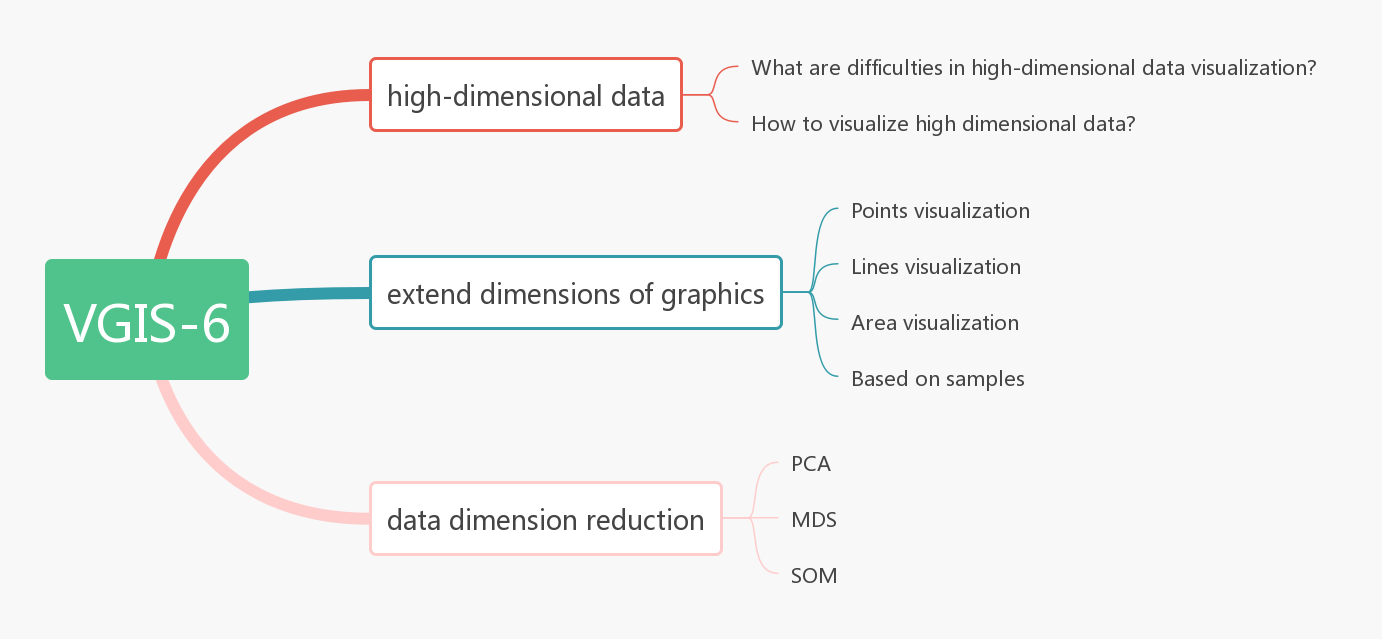 VGIS-6
high-dimensional data
What are difficulties in high-dimensional data visualization?
How to visualize high dimensional data?
extend dimensions of graphics
Points visualization
Lines visualization
Area visualization
Based on samples
data dimension reduction
PCA
MDS
SOM